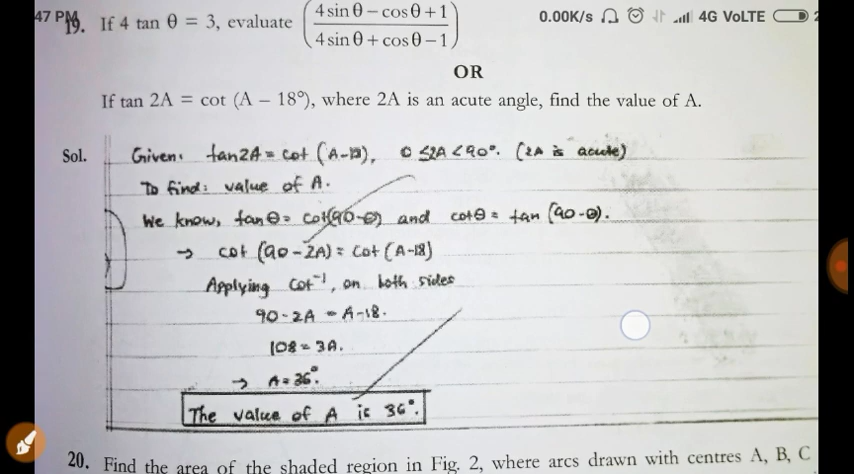 47 PM 0.00K/s 4G VoLTE
19. If 4 tan θ = 3, evaluate (4 sin θ – cos θ + 1 / 4 sin θ + cos θ – 1)
OR
If tan 2A = cot (A – 18°), where 2A is an acute angle, find the value of A.
Sol. Given: tan2A = cot (A-18), 0 ≤2A <90°. (2A is acute)
To find: value of A.
We know, tanθ = cot(90-θ) and cotθ = tan (90-θ).
→ cot (90-2A) = cot (A-18)
Applying cot⁻¹, on both sides
90-2A = A-18.
108 = 3A.
→ A = 36°.
The value of A is 36°.
20. Find the area of the shaded region in Fig. 2, where arcs drawn with centres A, B, C